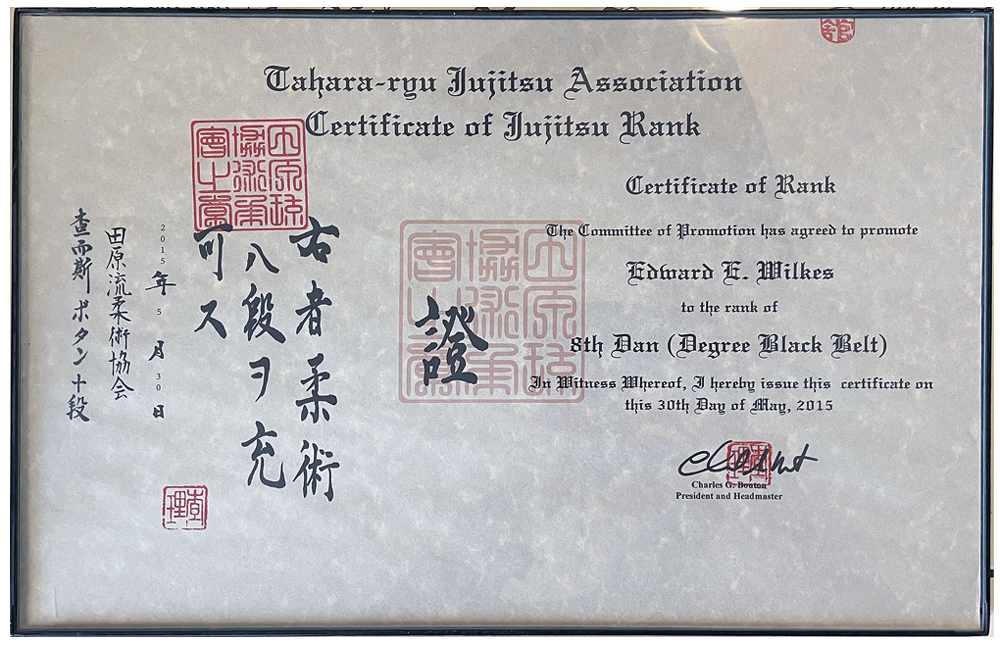 Tahara-ryu Jujitsu Association
Certificate of Jujitsu Rank
Certificate of Rank
The Committee of Promotion has agreed to promote
Edward E. Wilkes
to the rank of
8th Dan (Degree Black Belt)
In Witness Whereof, I hereby issue this certificate on
this 30th Day of May, 2015
Charles G. Bouton
President and Headmaster
證
右者柔術
八段ヲ充
可ス
2015年5月30日
田原流柔術協会
查而斯 ボタン十段